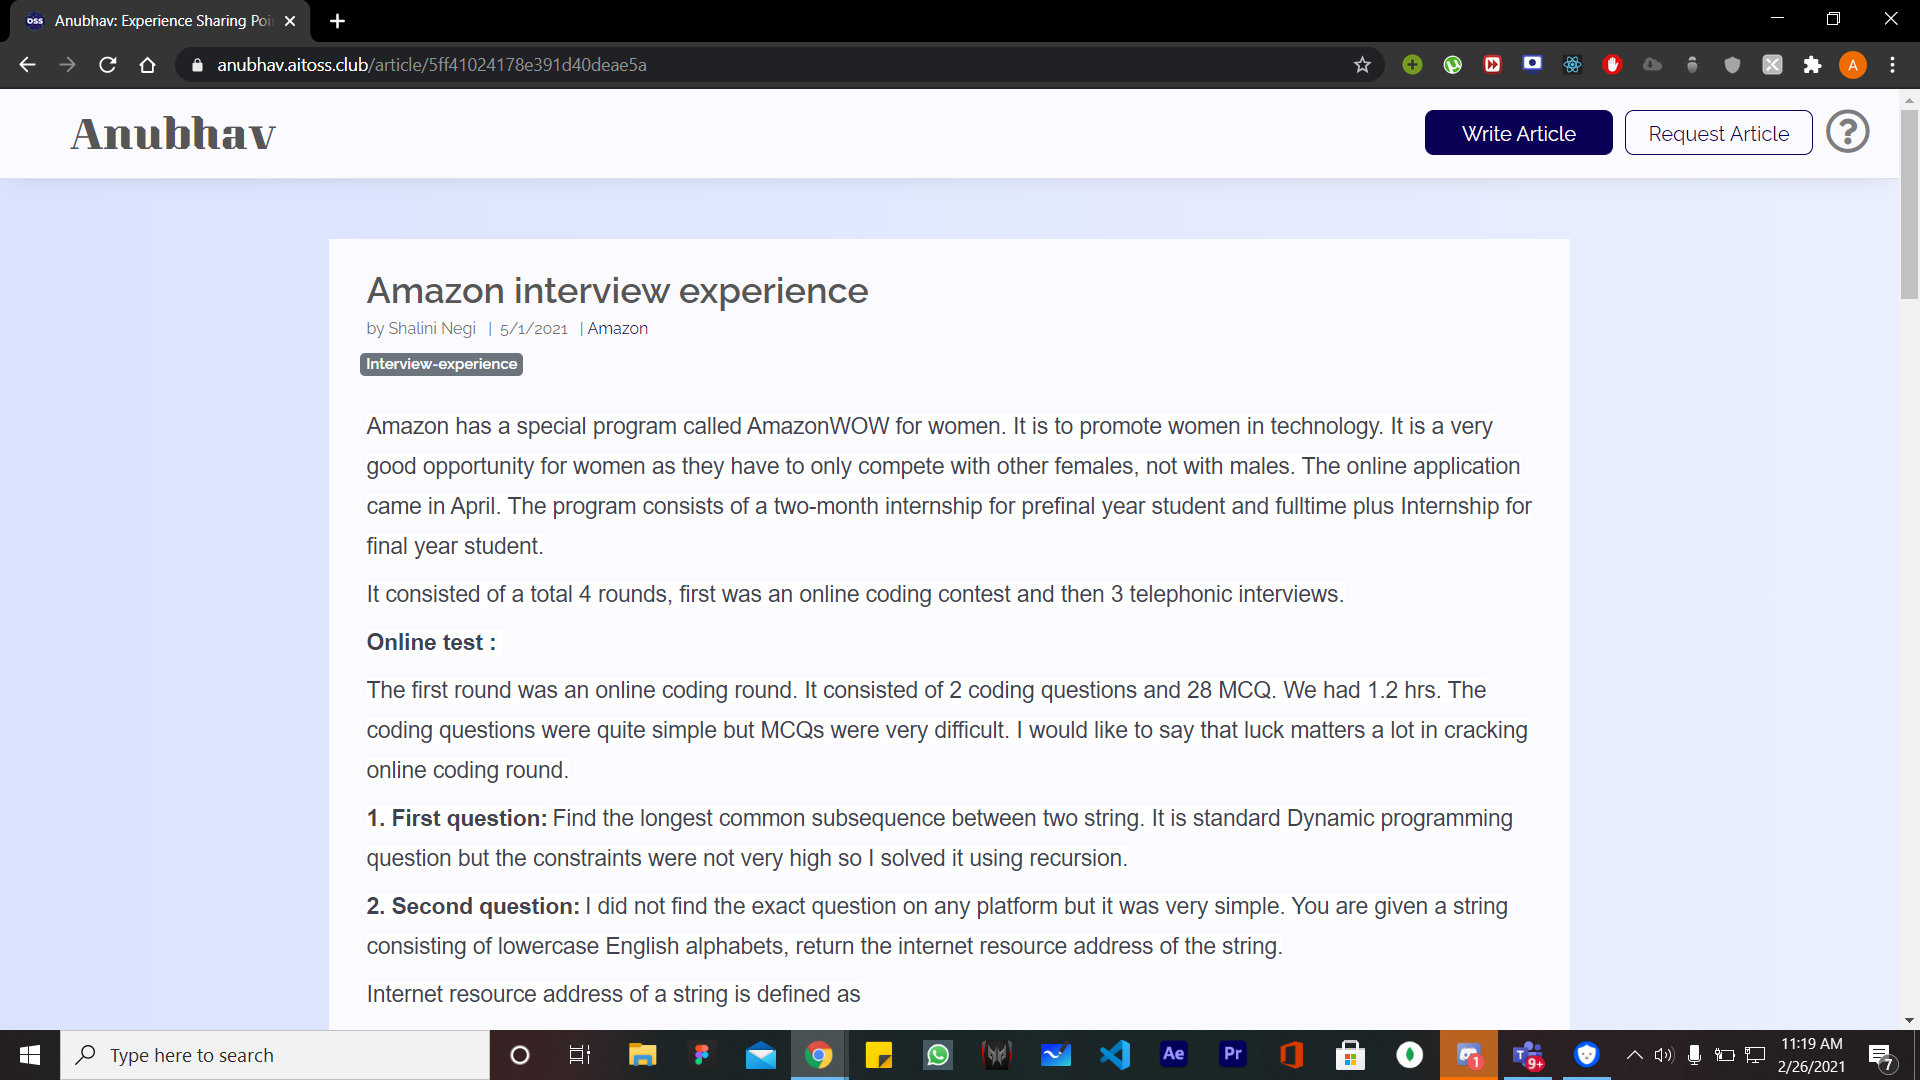 OSS Anubhav: Experience Sharing Poi
anubhav.aitoss.club/article/5ff41024178e391d40deae5a
A
Anubhav
Write Article
Request Article
?
Amazon interview experience
by Shalini Negi | 5/1/2021 | Amazon
Interview-experience
Amazon has a special program called AmazonWOW for women. It is to promote women in technology. It is a very
good opportunity for women as they have to only compete with other females, not with males. The online application
came in April. The program consists of a two-month internship for prefinal year student and fulltime plus Internship for
final year student.
It consisted of a total 4 rounds, first was an online coding contest and then 3 telephonic interviews.
Online test :
The first round was an online coding round. It consisted of 2 coding questions and 28 MCQ. We had 1.2 hrs. The
coding questions were quite simple but MCQs were very difficult. I would like to say that luck matters a lot in cracking
online coding round.
1. First question: Find the longest common subsequence between two string. It is standard Dynamic programming
question but the constraints were not very high so I solved it using recursion.
2. Second question: I did not find the exact question on any platform but it was very simple. You are given a string
consisting of lowercase English alphabets, return the internet resource address of the string.
Internet resource address of a string is defined as
Type here to search
Ae
Pr
1
T
9+
11:19 AM
2/26/2021
7